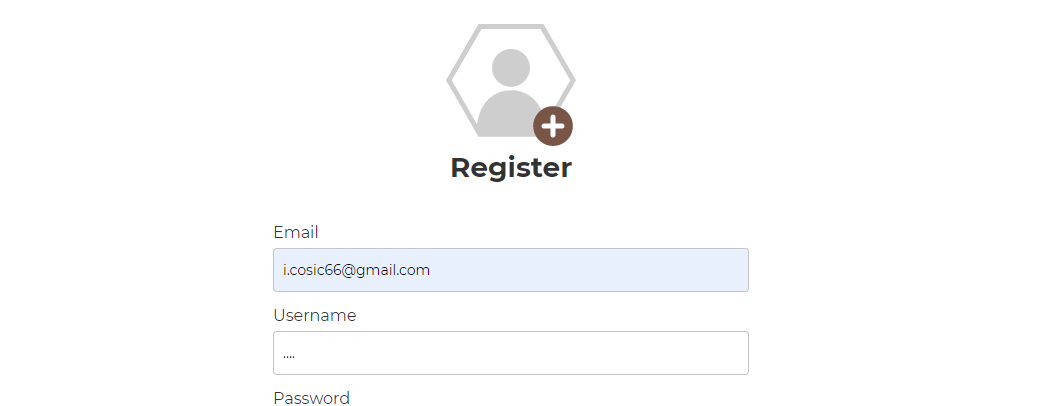 Register
Email
i.cosic66@gmail.com
Username
....
Password